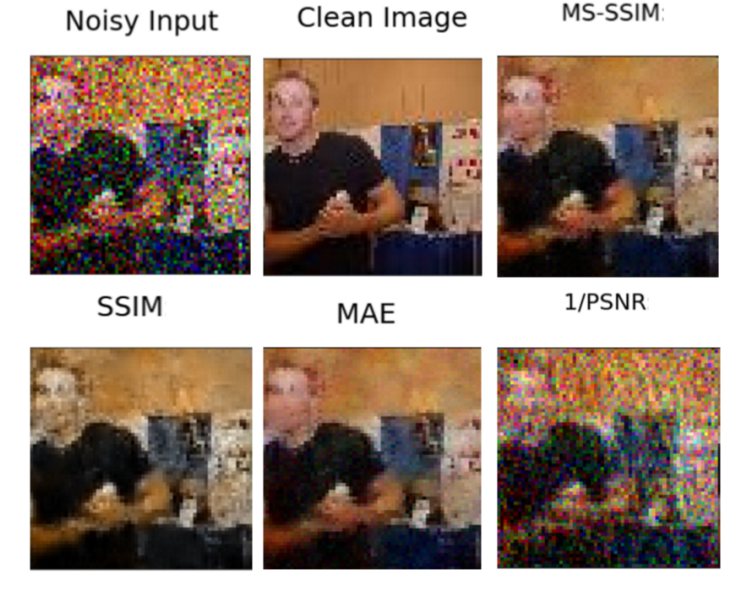 Noisy Input
Clean Image
MS-SSIM:
SSIM
MAE
1/PSNR